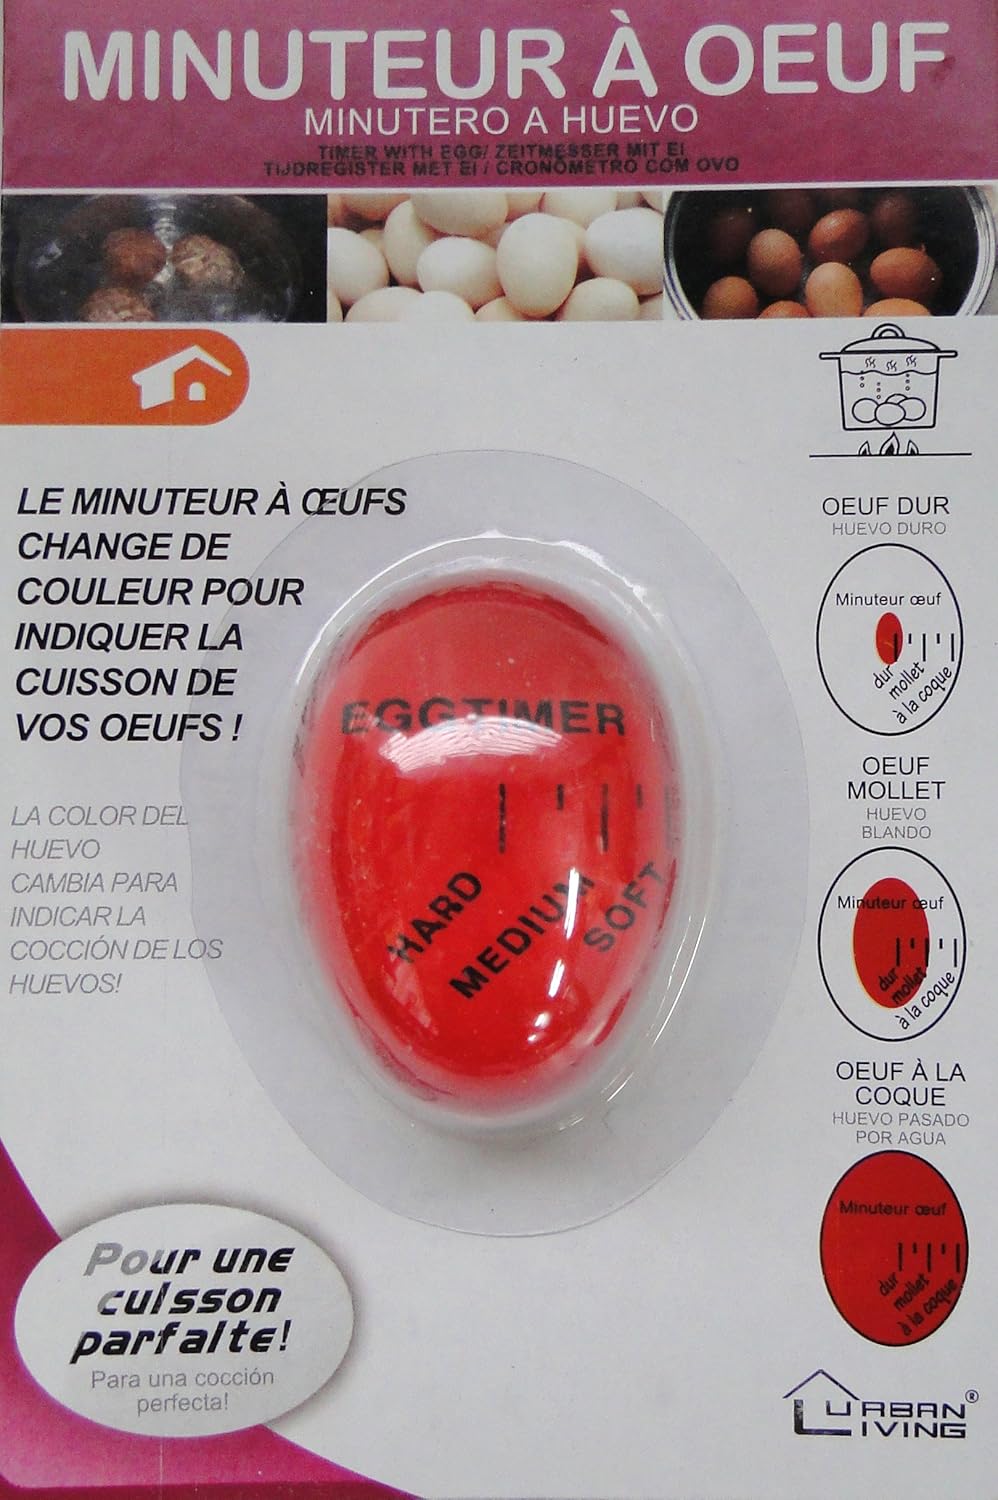 MINUTEUR À OEUF
MINUTERO A HUEVO
TIMER WITH EGG/ ZEITMESSER MIT EI
TIJDREGISTER MET EI / CRONÓMETRO COM OVO
LE MINUTEUR À ŒUFS
CHANGE DE
COULEUR POUR
INDIQUER LA
CUISSON DE
VOS OEUFS !
LA COLOR DEL
HUEVO
CAMBIA PARA
INDICAR LA
COCCIÓN DE LOS
HUEVOS!
EGGTIMER
HARD
MEDIUM
SOFT
OEUF DUR
HUEVO DURO
Minuteur œuf
dur
mollet
à la coque
OEUF
MOLLET
HUEVO
BLANDO
Minuteur œuf
dur
mollet
à la coque
OEUF À LA
COQUE
HUEVO PASADO
POR AGUA
Minuteur œuf
dur
mollet
à la coque
Pour une
cuisson
parfaite!
Para una cocción
perfecta!
URBAN
LIVING®